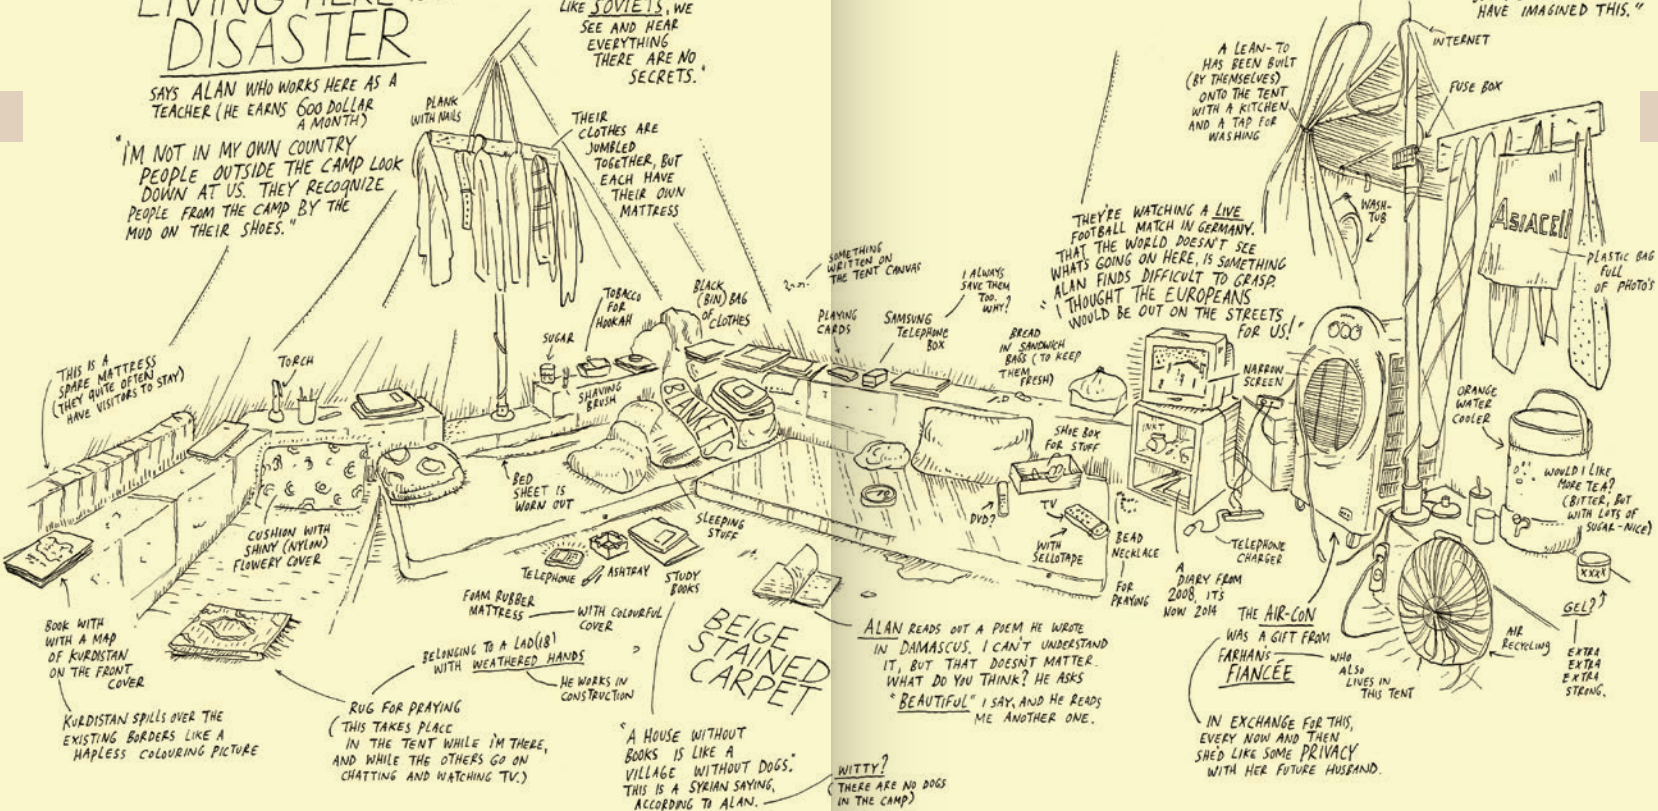 LIVING HERE
DISASTER
SAYS ALAN WHO WORKS HERE AS A
TEACHER (HE EARNS 600 DOLLAR
A MONTH)
"I'M NOT IN MY OWN COUNTRY
PEOPLE OUTSIDE THE CAMP LOOK
DOWN AT US. THEY RECOGNIZE
PEOPLE FROM THE CAMP BY THE
MUD ON THEIR SHOES."
LIKE SOVIETS, WE
SEE AND HEAR
EVERYTHING
THERE ARE NO
SECRETS."
PLANK
WITH NAILS
THEIR
CLOTHES ARE
JUMBLED
TOGETHER, BUT
EACH HAVE
THEIR OWN
MATTRESS
THIS IS A
SPARE MATTRESS
(THEY QUITE OFTEN
HAVE VISITORS TO STAY)
TORCH
SUGAR
TOBACCO
FOR
HOOKAH
SHAVING
BRUSH
BLACK
(BIN) BAG
OF
CLOTHES
BLANKETS
BED
SHEET IS
WORN OUT
SLEEPING
STUFF
CUSHION WITH
SHINY (NYLON)
FLOWERY COVER
TELEPHONE
ASHTRAY
STUDY
BOOKS
FOAM RUBBER
MATTRESS
WITH COLOURFUL
COVER
BELONGING TO A LAD (18)
WITH WEATHERED HANDS
HE WORKS IN
CONSTRUCTION
BEIGE
STAINED
CARPET
BOOK WITH
WITH A MAP
OF KURDISTAN
ON THE FRONT
COVER
KURDISTAN SPILLS OVER THE
EXISTING BORDERS LIKE A
HAPLESS COLOURING PICTURE
RUG FOR PRAYING
(THIS TAKES PLACE
IN THE TENT WHILE I'M THERE,
AND WHILE THE OTHERS GO ON
CHATTING AND WATCHING TV.)
"A HOUSE WITHOUT
BOOKS IS LIKE A
VILLAGE WITHOUT DOGS."
THIS IS A SYRIAN SAYING,
ACCORDING TO ALAN.
WITTY?
(THERE ARE NO DOGS
IN THE CAMP)
SOMETHING
WRITTEN ON
THE TENT CANVAS
PLAYING
CARDS
SAMSUNG
TELEPHONE
BOX
I ALWAYS
SAVE THEM
TOO.
WHY?
BREAD
IN SANDWICH
BAGS (TO KEEP
THEM
FRESH)
HAVE IMAGINED THIS."
INTERNET
A LEAN-TO
HAS BEEN BUILT
(BY THEMSELVES)
ONTO THE TENT
WITH A KITCHEN
AND A TAP FOR
WASHING
FUSE BOX
WASH-
TUB
ASIACELL
PLASTIC BAG
FULL
OF PHOTO'S
THEY'RE WATCHING A LIVE
FOOTBALL MATCH IN GERMANY.
THAT THE WORLD DOESN'T SEE
WHATS GOING ON HERE, IS SOMETHING
ALAN FINDS DIFFICULT TO GRASP.
"I THOUGHT THE EUROPEANS
WOULD BE OUT ON THE STREETS
FOR US!"
NARROW
SCREEN
SHOE BOX
FOR STUFF
INKT
DVD?
TV
WITH
SELLOTAPE
BEAD
NECKLACE
FOR
PRAYING
A
DIARY FROM
2008, IT'S
NOW 2014
TELEPHONE
CHARGER
ORANGE
WATER
COOLER
WOULD I LIKE
MORE TEA?
(BITTER, BUT
WITH LOTS OF
SUGAR-NICE)
XXXX
GEL?
EXTRA
EXTRA
EXTRA
STRONG.
AIR
RECYCLING
ALAN READS OUT A POEM HE WROTE
IN DAMASCUS. I CAN'T UNDERSTAND
IT, BUT THAT DOESN'T MATTER.
WHAT DO YOU THINK? HE ASKS
"BEAUTIFUL" I SAY, AND HE READS
ME ANOTHER ONE.
THE AIR-CON
WAS A GIFT FROM
FARHAN'S
FIANCÉE
WHO
ALSO
LIVES IN
THIS TENT
IN EXCHANGE FOR THIS,
EVERY NOW AND THEN
SHE'D LIKE SOME PRIVACY
WITH HER FUTURE HUSBAND.